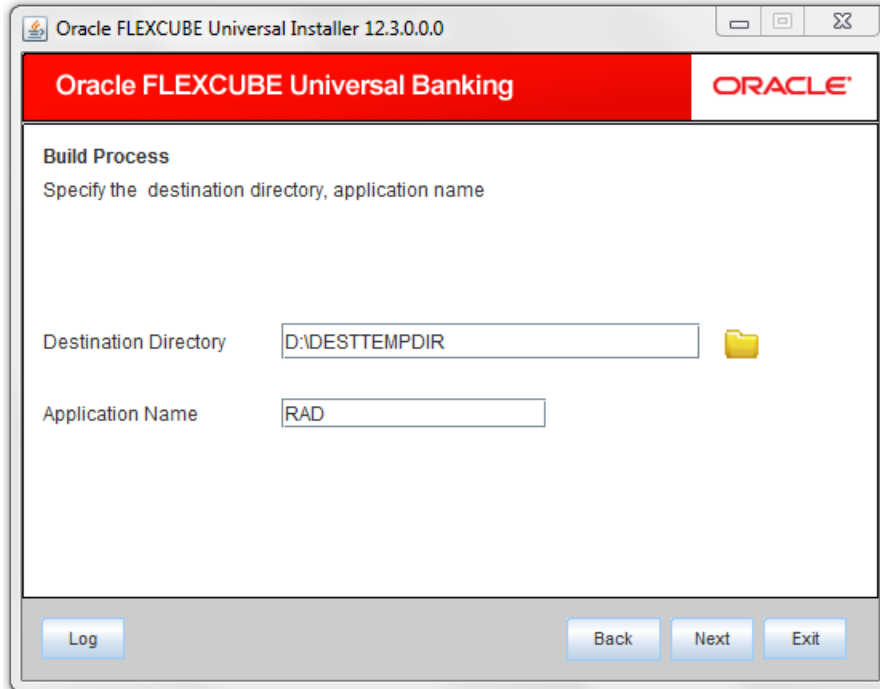 Oracle FLEXCUBE Universal Installer 12.3.0.0.0
Oracle FLEXCUBE Universal Banking
ORACLE
Build Process
Specify the destination directory, application name
Destination Directory D:\DESTTEMPDIR
Application Name RAD
Log Back Next Exit